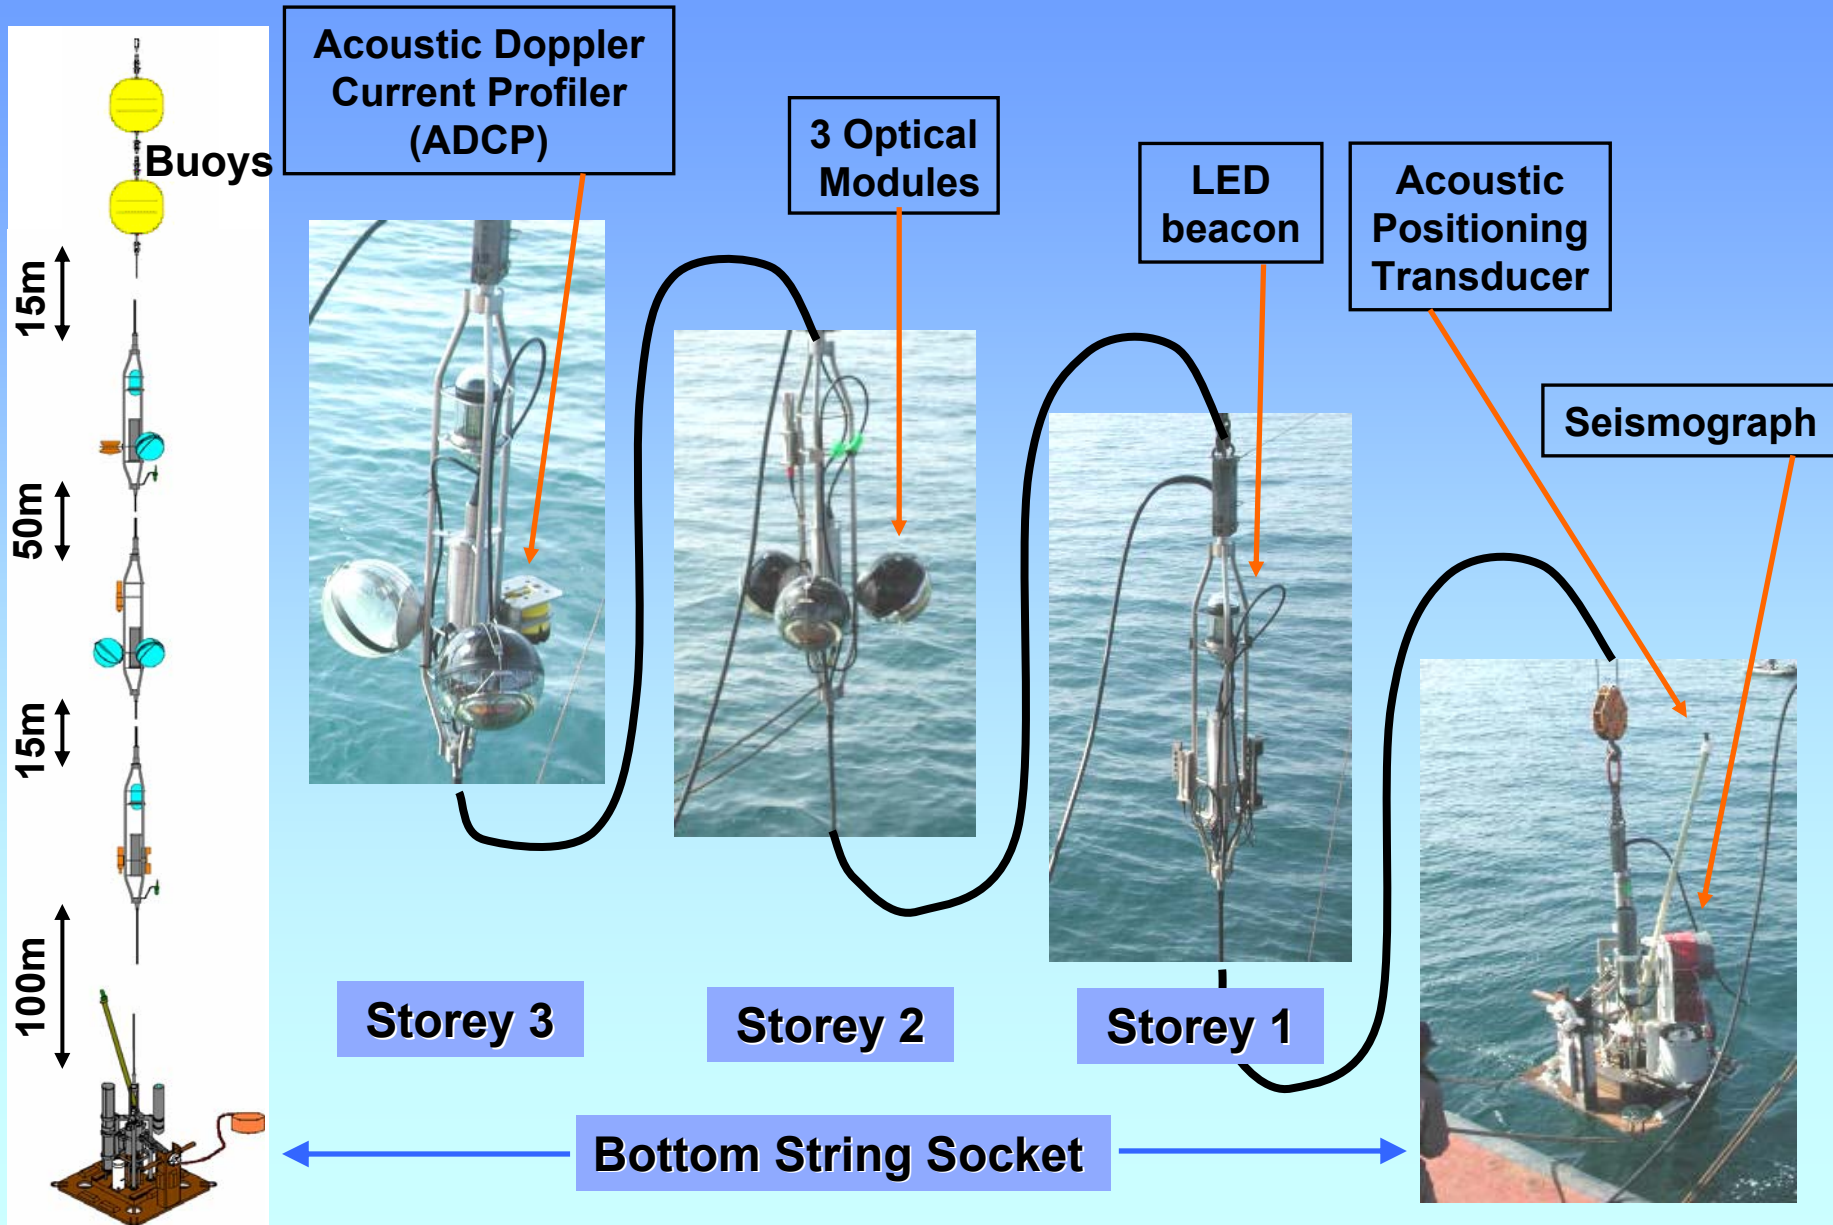 Acoustic Doppler
Current Profiler
(ADCP)
3 Optical
Modules
LED
beacon
Acoustic
Positioning
Transducer
Seismograph
Buoys
15m
50m
15m
100m
Storey 3
Storey 2
Storey 1
Bottom String Socket